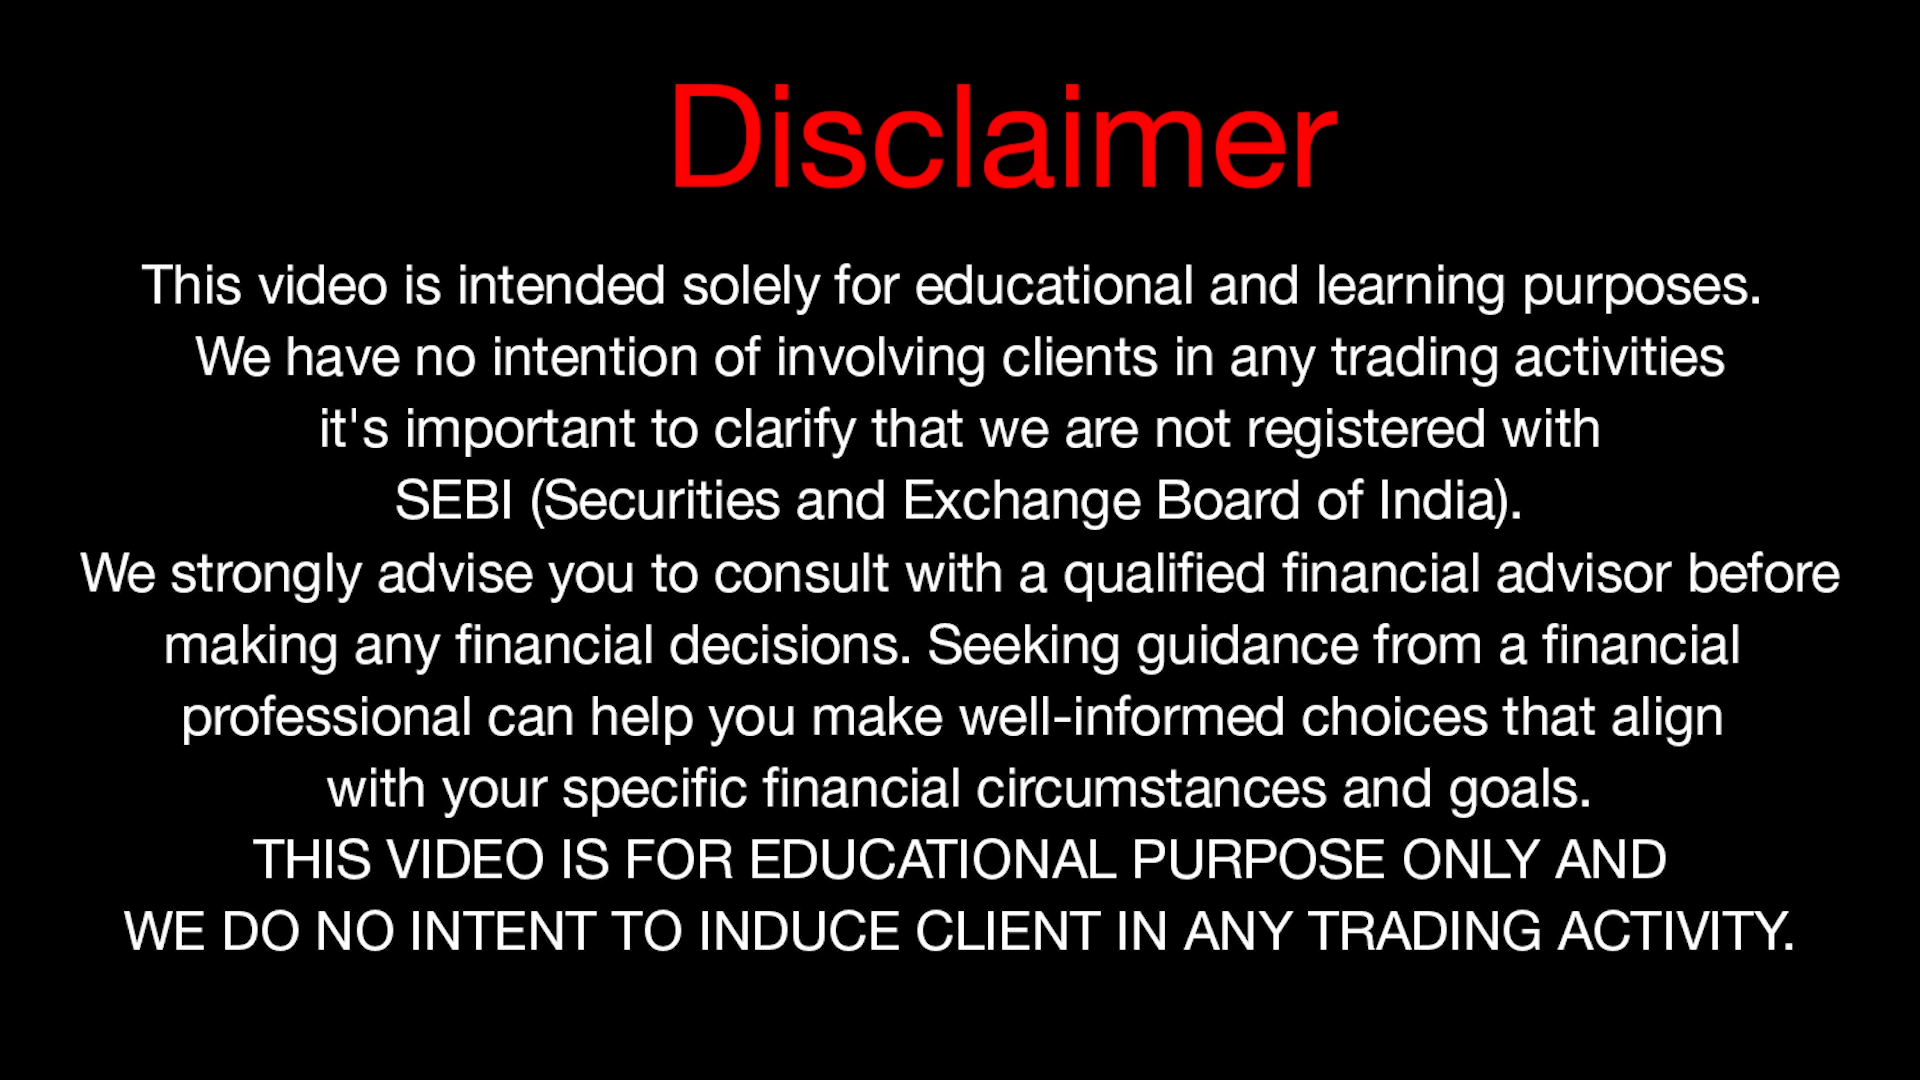 Disclaimer
This video is intended solely for educational and learning purposes.
We have no intention of involving clients in any trading activities
it's important to clarify that we are not registered with
SEBI (Securities and Exchange Board of India).
We strongly advise you to consult with a qualified financial advisor before
making any financial decisions. Seeking guidance from a financial
professional can help you make well-informed choices that align
with your specific financial circumstances and goals.
THIS VIDEO IS FOR EDUCATIONAL PURPOSE ONLY AND
WE DO NO INTENT TO INDUCE CLIENT IN ANY TRADING ACTIVITY.